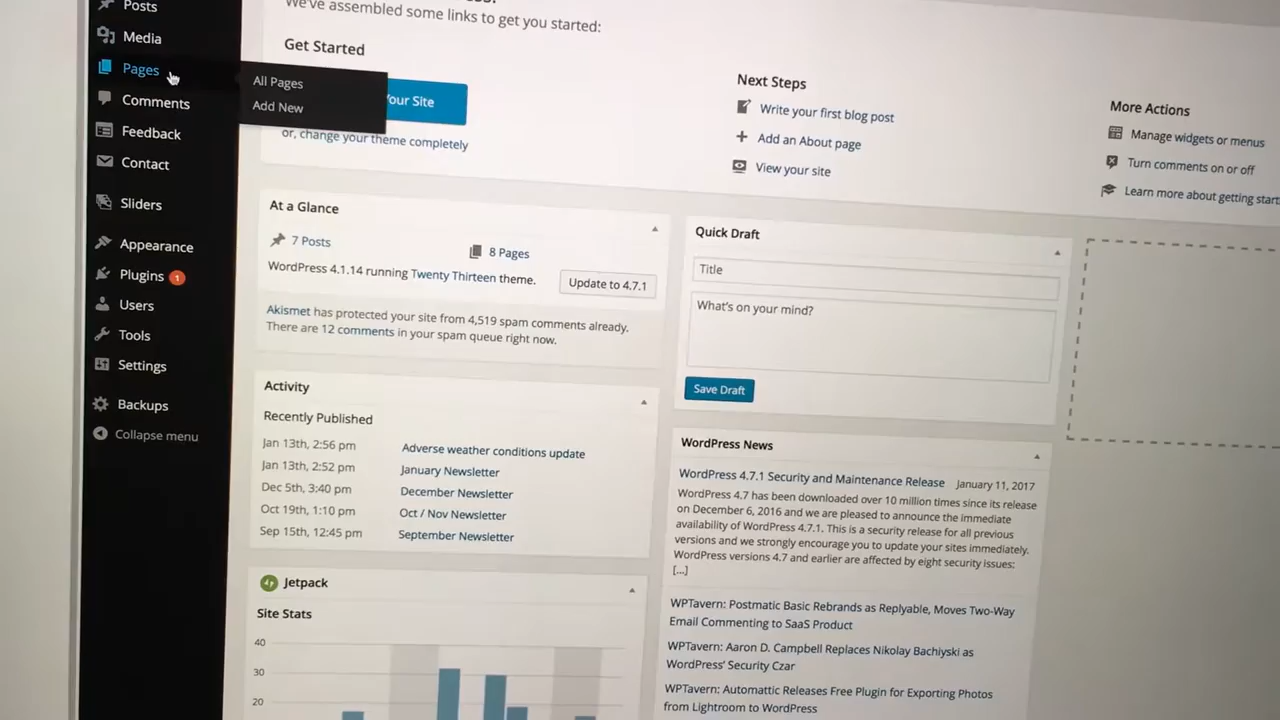 Posts
Media
Pages
Comments
Feedback
Contact
Sliders
Appearance
Plugins 1
Users
Tools
Settings
Backups
Collapse menu
All Pages
Add New
We've assembled some links to get you started:
Get Started
Your Site
or, change your theme completely
Next Steps
Write your first blog post
Add an About page
View your site
More Actions
Manage widgets or menus
Turn comments on or off
Learn more about getting start
At a Glance
7 Posts
8 Pages
WordPress 4.1.14 running Twenty Thirteen theme.
Update to 4.7.1
Akismet has protected your site from 4,519 spam comments already.
There are 12 comments in your spam queue right now.
Activity
Recently Published
Jan 13th, 2:56 pm Adverse weather conditions update
Jan 13th, 2:52 pm January Newsletter
Dec 5th, 3:40 pm December Newsletter
Oct 19th, 1:10 pm Oct / Nov Newsletter
Sep 15th, 12:45 pm September Newsletter
Jetpack
Site Stats
40
30
20
Quick Draft
Title
What's on your mind?
Save Draft
WordPress News
WordPress 4.7.1 Security and Maintenance Release January 11, 2017
WordPress 4.7 has been downloaded over 10 million times since its release
on December 6, 2016 and we are pleased to announce the immediate
availability of WordPress 4.7.1. This is a security release for all previous
versions and we strongly encourage you to update your sites immediately.
WordPress versions 4.7 and earlier are affected by eight security issues:
[...]
WPTavern: Postmatic Basic Rebrands as Replyable, Moves Two-Way
Email Commenting to SaaS Product
WPTavern: Aaron D. Campbell Replaces Nikolay Bachiyski as
WordPress' Security Czar
WPTavern: Automattic Releases Free Plugin for Exporting Photos
from Lightroom to WordPress